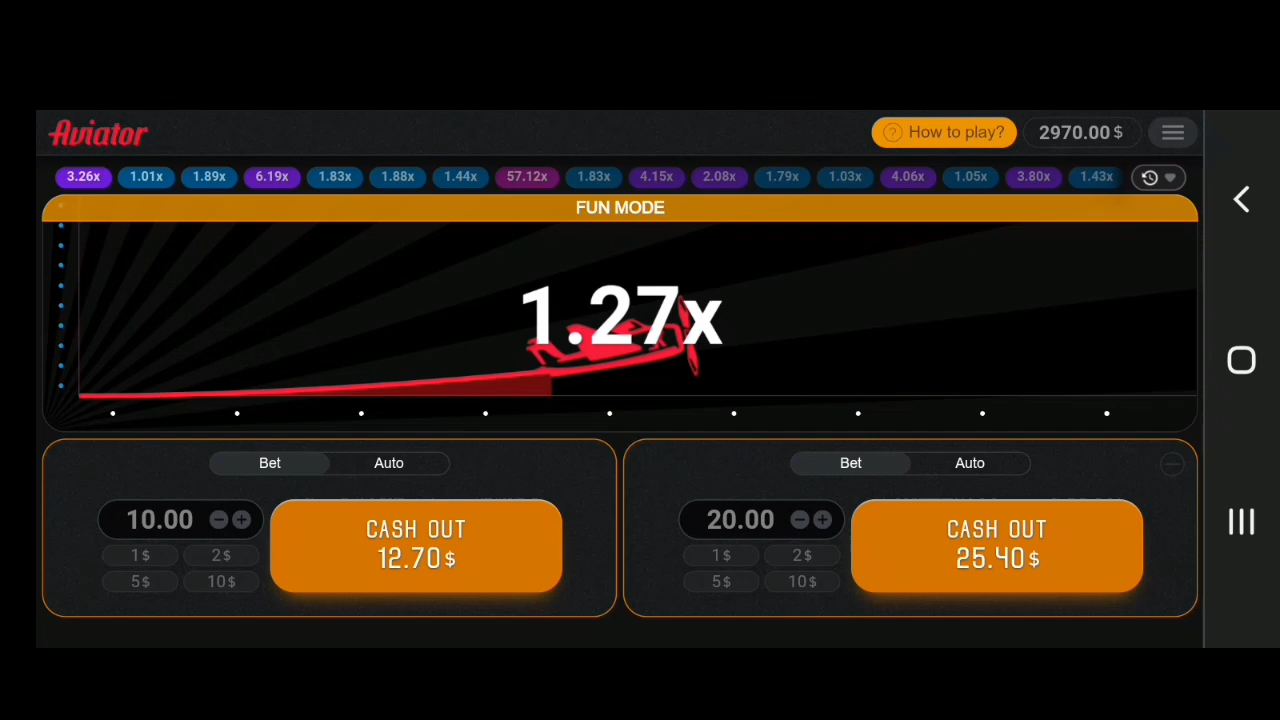 Aviator
? How to play?
2970.00 $
3.26x 1.01x 1.89x 6.19x 1.83x 1.88x 1.44x 57.12x 1.83x 4.15x 2.08x 1.79x 1.03x 4.06x 1.05x 3.80x 1.43x
FUN MODE
1.27x
Bet Auto
10.00
1$ 2$
5$ 10$
CASH OUT
12.70$
Bet Auto
20.00
1$ 2$
5$ 10$
CASH OUT
25.40$